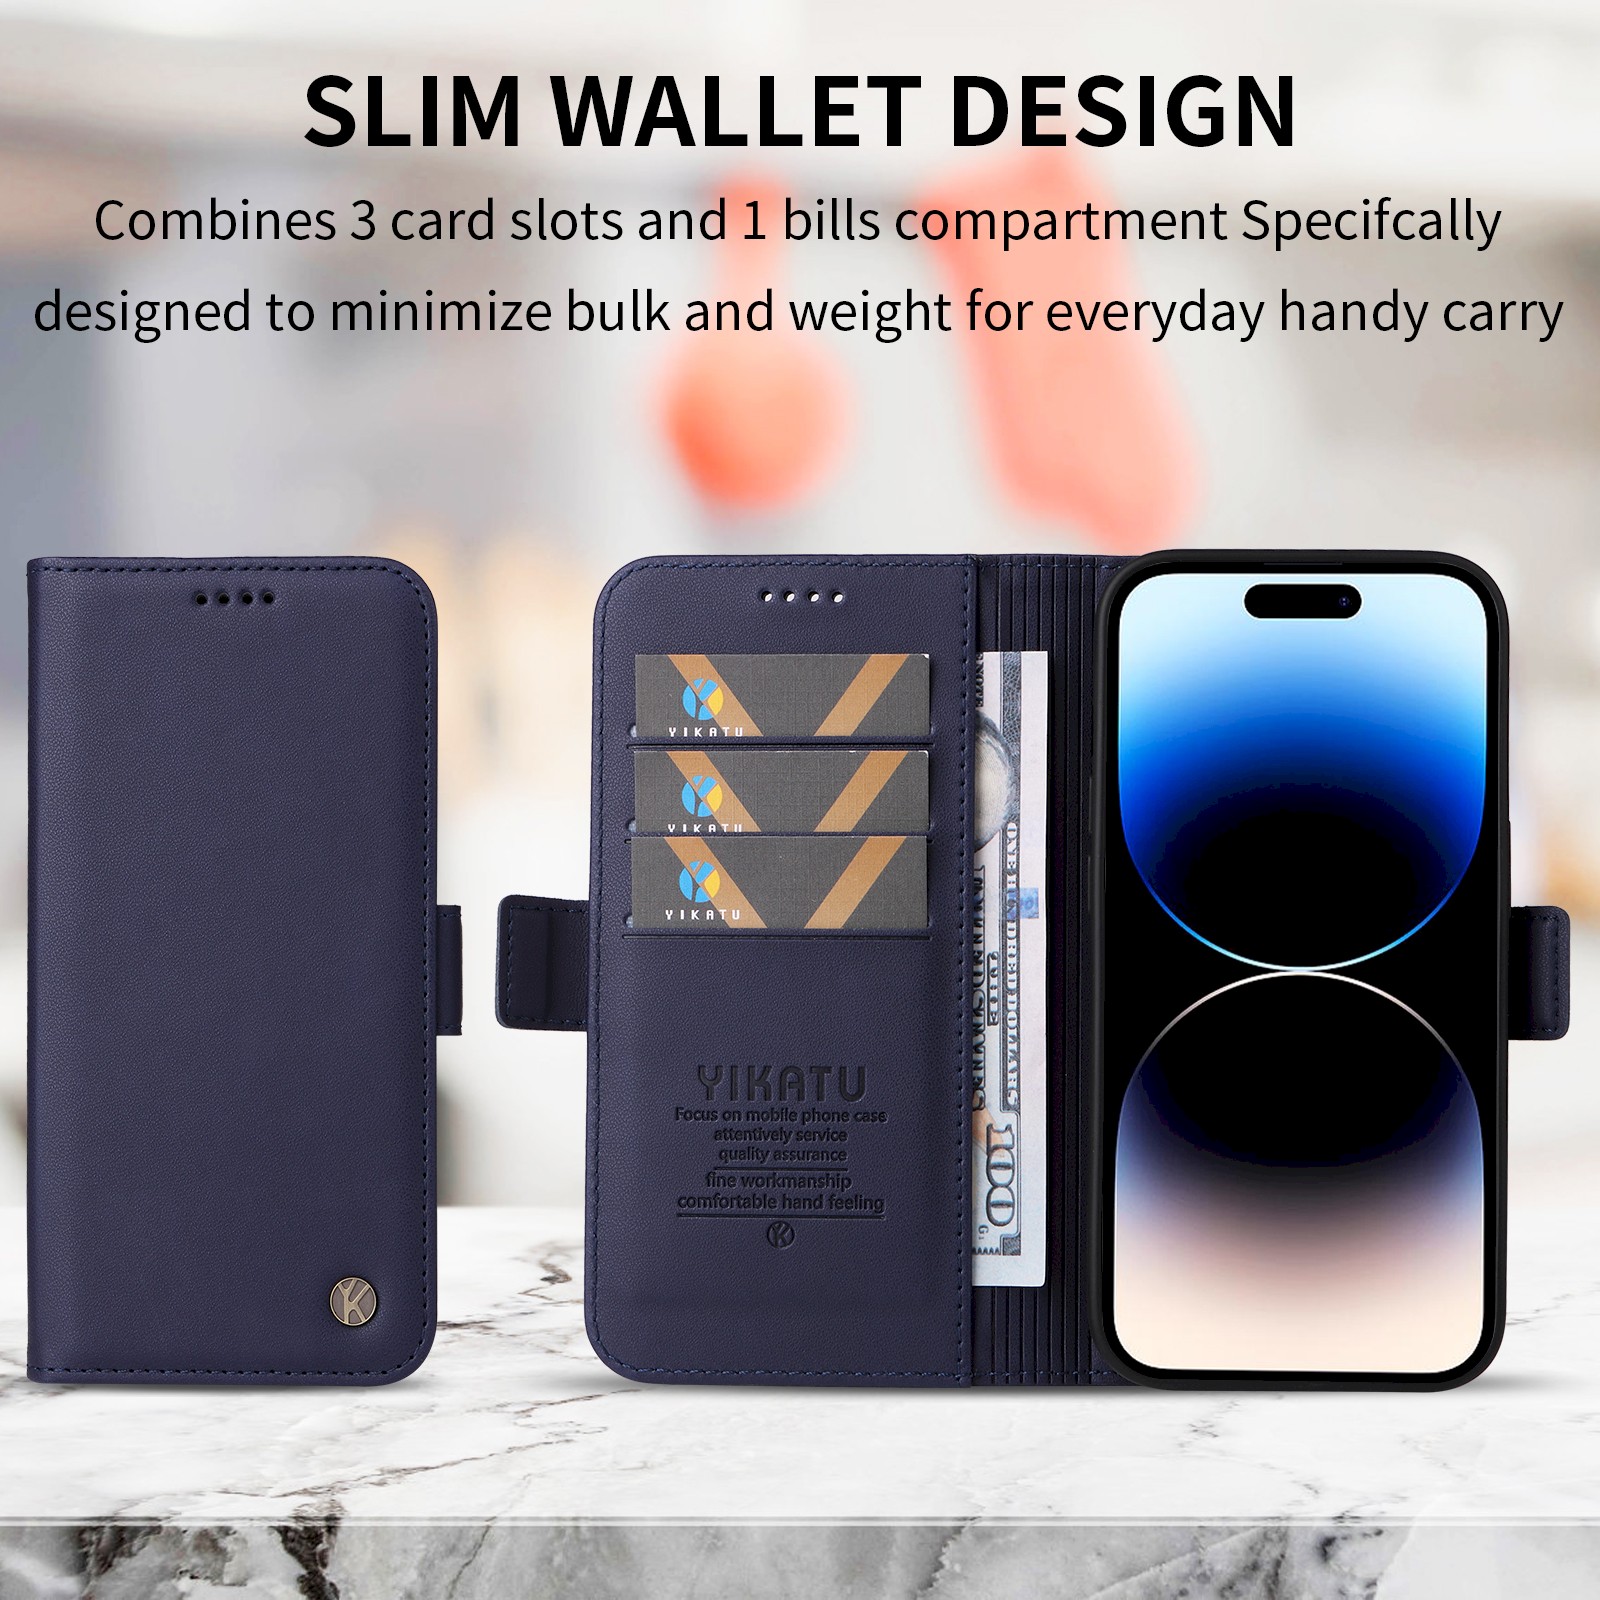 SLIM WALLET DESIGN
Combines 3 card slots and 1 bills compartment Specifcally
designed to minimize bulk and weight for everyday handy carry
YIKATU
YIKATU
YIKATU
YIKATU
Focus on mobile phone case
attentively service
quality assurance
fine workmanship
comfortable hand feeling
100